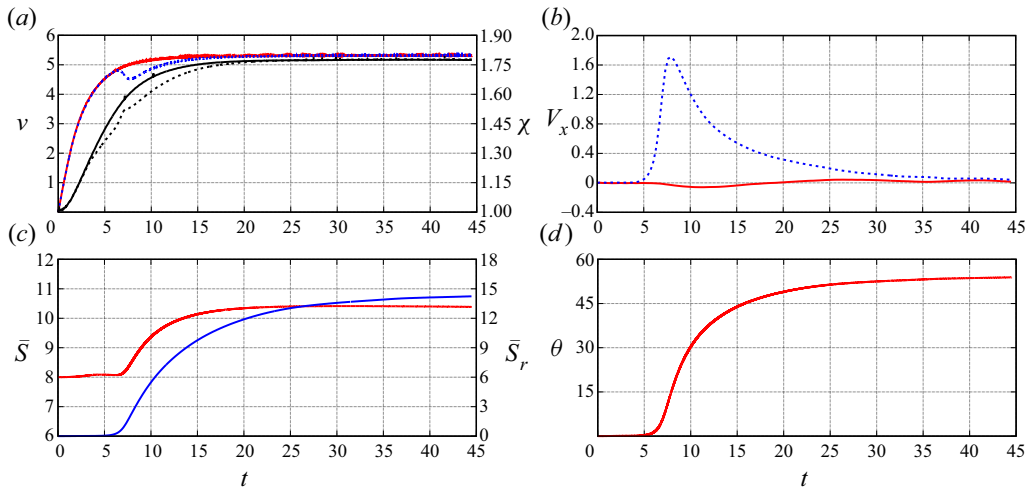 (a) (b)
6 1.90 2.0
5 1.75 1.6
4 1.60 1.2
v χ V_x
3 1.45 0.8
2 1.30 0.4
1 1.15 0
0 5 10 15 20 25 30 35 40 45 1.00 −0.4 0 5 10 15 20 25 30 35 40 45
(c) (d)
12 18 60
11 15
10 12 45
S̄ 9 9 S̄_r θ 30
8 6
7 3 15
6 0
0 5 10 15 20 25 30 35 40 45 0 5 10 15 20 25 30 35 40 45
t t